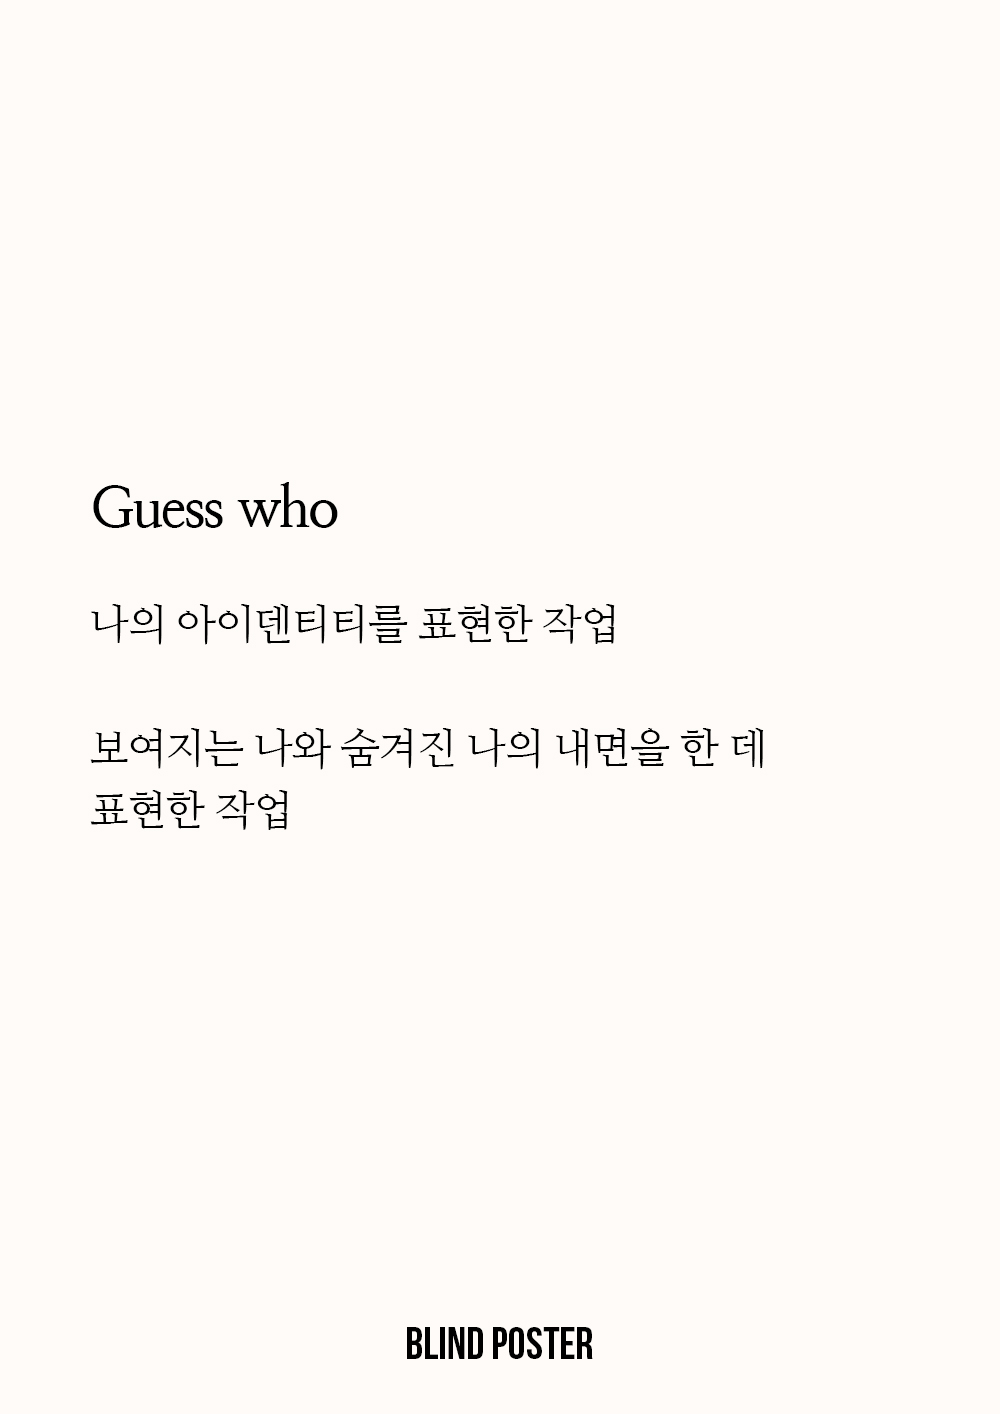 Guess who
나의 아이덴티티를 표현한 작업
보여지는 나와 숨겨진 나의 내면을 한 데
표현한 작업
BLIND POSTER